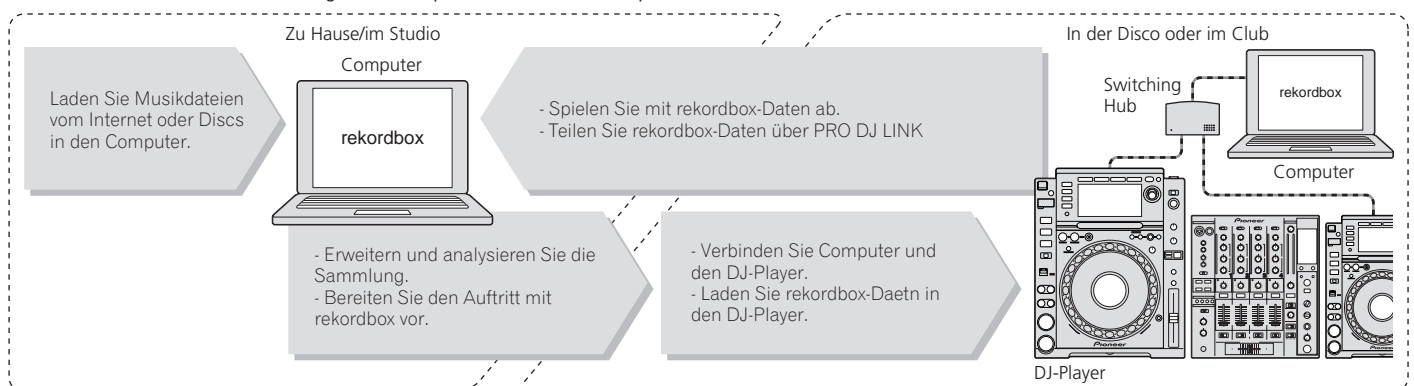 Zu Hause/im Studio
Computer
Laden Sie Musikdateien
vom Internet oder Discs
in den Computer.
rekordbox
- Spielen Sie mit rekordbox-Daten ab.
- Teilen Sie rekordbox-Daten über PRO DJ LINK
- Erweitern und analysieren Sie die
Sammlung.
- Bereiten Sie den Auftritt mit
rekordbox vor.
- Verbinden Sie Computer und
den DJ-Player.
- Laden Sie rekordbox-Daetn in
den DJ-Player.
In der Disco oder im Club
Switching
Hub
rekordbox
Computer
Pioneer
Pioneer
Pioneer
DJ-Player